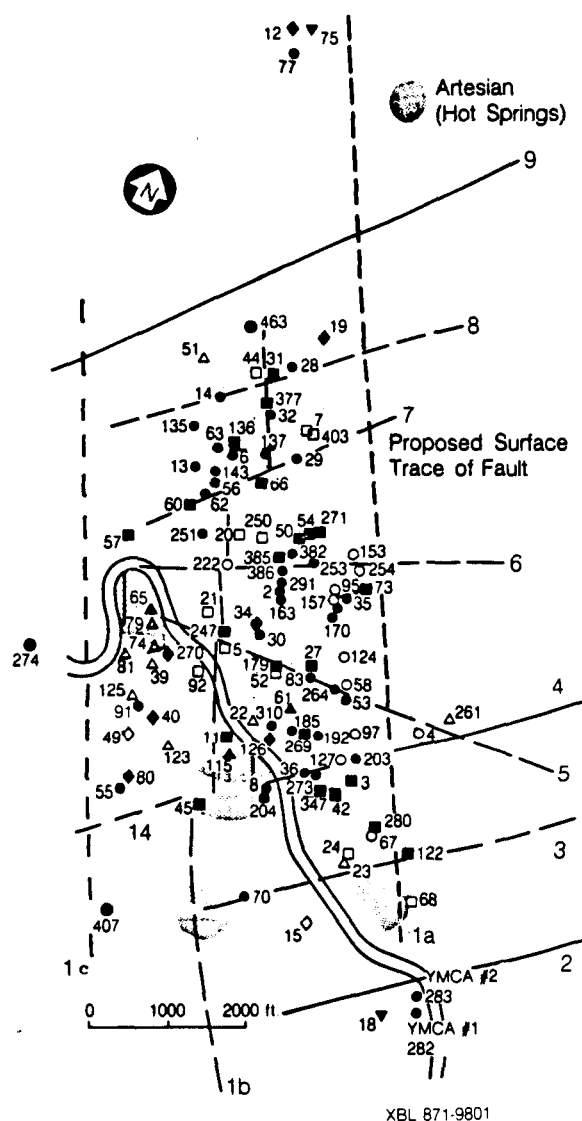 12 75
77
Artesian
(Hot Springs)
N
9
463 19 8
51 44 31 28
14 377
32 7 7
135 136 403
63 137
6 Proposed Surface
Trace of Fault
13 143 29
56 66
60 62
54 271
57 251 20 250 50
153
222 385 382 253 254 6
386 291 95 73
2 157 35
65 21 163
79 34 170
247 30
74 270 5 179 27 124
274 81 39 92 52 83 58
264 53 4
125 61 261
91 40 22 310 185
49 11 269 192 97 4
123 126 127 203
115 36 5
80 8 273 3
55 347 42
45 204 280
14 67 3
24 122
23
70 68
407 15
1c 1a 2
YMCA #2
0 1000 2000 ft. 283
18 YMCA #1
282
1b
XBL 871-9801